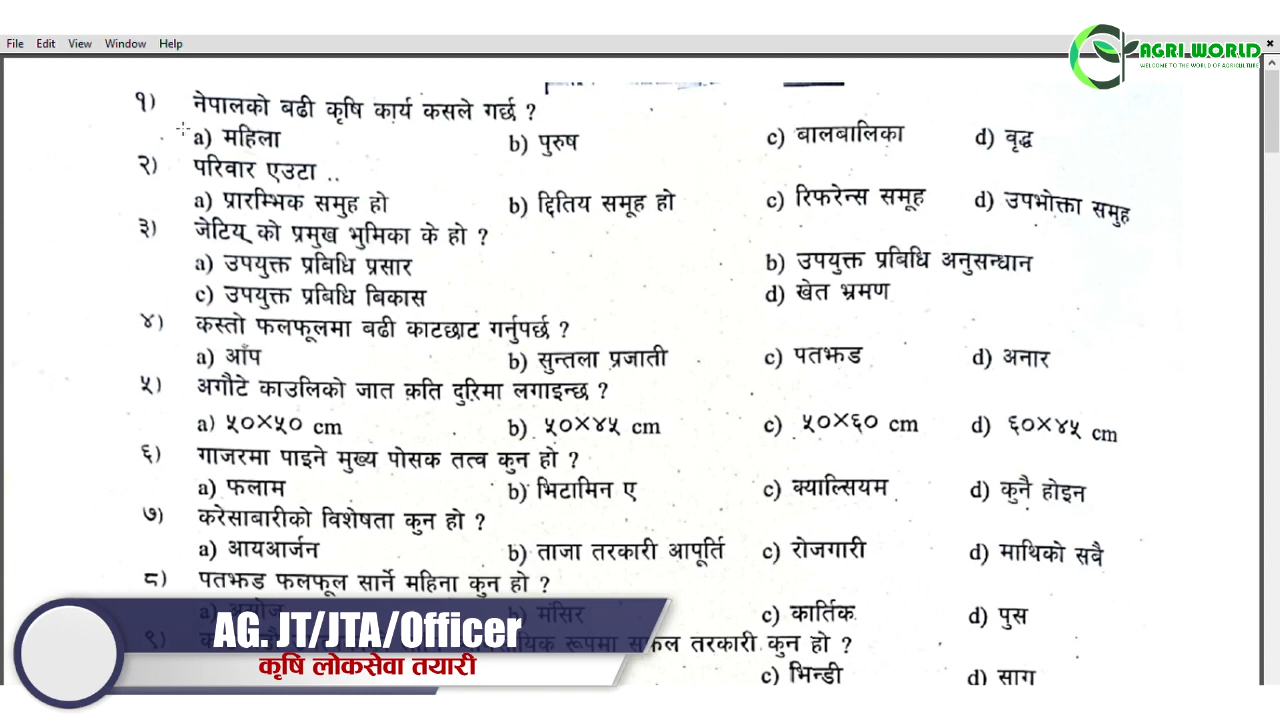 File Edit View Window Help
AGRI WORLD
WELCOME TO THE WORLD OF AGRICULTURE
१) नेपालको बढी कृषि कार्य कसले गर्छ ?
a) महिला b) पुरुष c) बालबालिका d) वृद्ध
२) परिवार एउटा ..
a) प्रारम्भिक समुह हो b) द्दितिय समूह हो c) रिफरेन्स समूह d) उपभोक्ता समुह
३) जेटिय् को प्रमुख भुमिका के हो ?
a) उपयुक्त प्रबिधि प्रसार b) उपयुक्त प्रबिधि अनुसन्धान
c) उपयुक्त प्रबिधि बिकास d) खेत भ्रमण
४) कस्तो फलफूलमा बढी काटछाट गर्नुपर्छ ?
a) आँप b) सुन्तला प्रजाती c) पतझड d) अनार
५) अगौटे काउलिको जात कति दुरिमा लगाइन्छ ?
a) ५०×५० cm b) ५०×४५ cm c) ५०×६० cm d) ६०×४५ cm
६) गाजरमा पाइने मुख्य पोसक तत्व कुन हो ?
a) फलाम b) भिटामिन ए c) क्याल्सियम d) कुनै होइन
७) करेसाबारीको विशेषता कुन हो ?
a) आयआर्जन b) ताजा तरकारी आपूर्ति c) रोजगारी d) माथिको सबै
८) पतझड फलफूल सार्ने महिना कुन हो ?
a) असोज b) मंसिर c) कार्तिक d) पुस
९) रूपमा सफल तरकारी कुन हो ?
c) भिन्डी d) साग
AG. JT/JTA/Officer
कृषि लोकसेवा तयारी